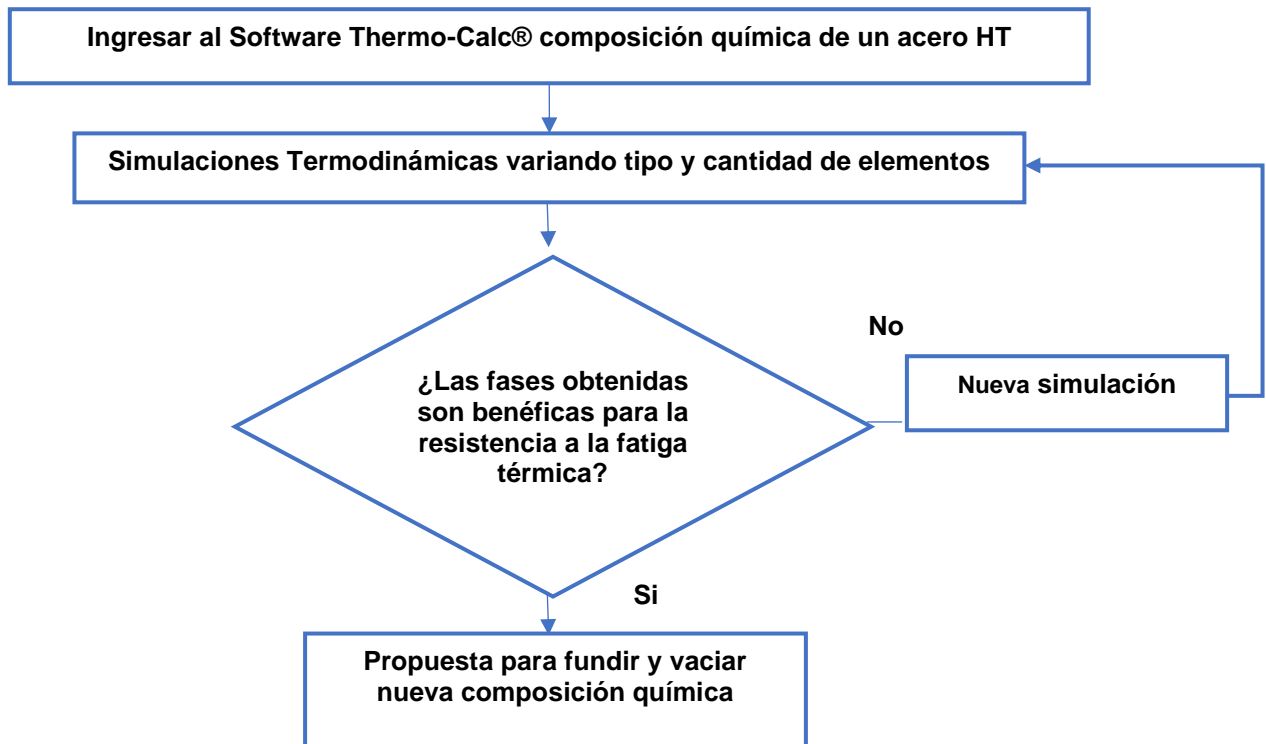 Ingresar al Software Thermo-Calc® composición química de un acero HT
Simulaciones Termodinámicas variando tipo y cantidad de elementos
¿Las fases obtenidas
son benéficas para la
resistencia a la fatiga
térmica?
No
Nueva simulación
Si
Propuesta para fundir y vaciar
nueva composición química